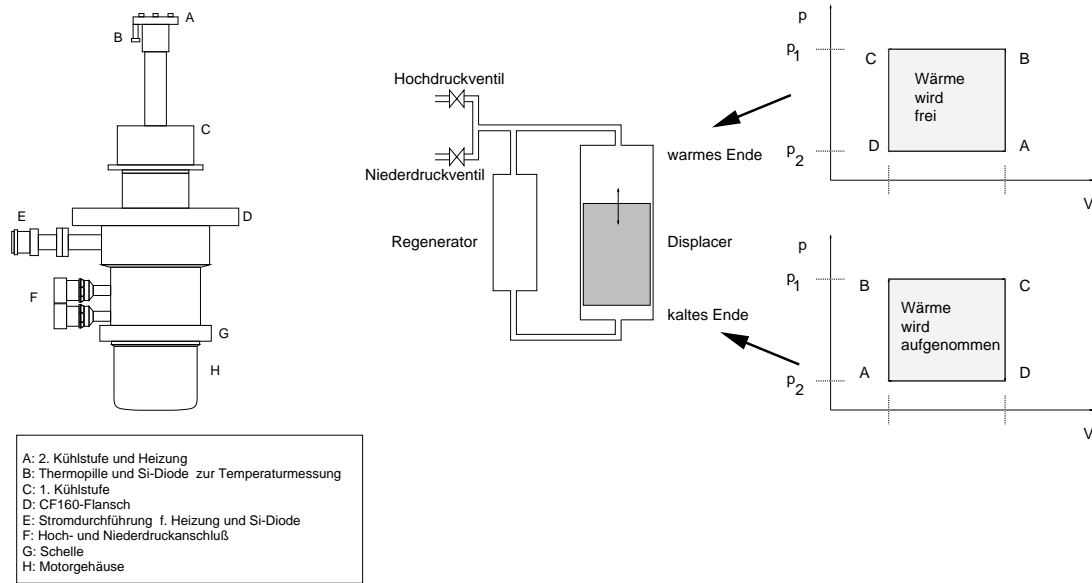 A
B
C
D
E
F
G
H
A: 2. Kühlstufe und Heizung
B: Thermopille und Si-Diode zur Temperaturmessung
C: 1. Kühlstufe
D: CF160-Flansch
E: Stromdurchführung f. Heizung und Si-Diode
F: Hoch- und Niederdruckanschluß
G: Schelle
H: Motorgehäuse
Hochdruckventil
Niederdruckventil
warmes Ende
Regenerator
Displacer
kaltes Ende
p
p1
C
B
Wärme
wird
frei
D
A
p2
V
p
p1
B
C
Wärme
wird
aufgenommen
A
D
p2
V